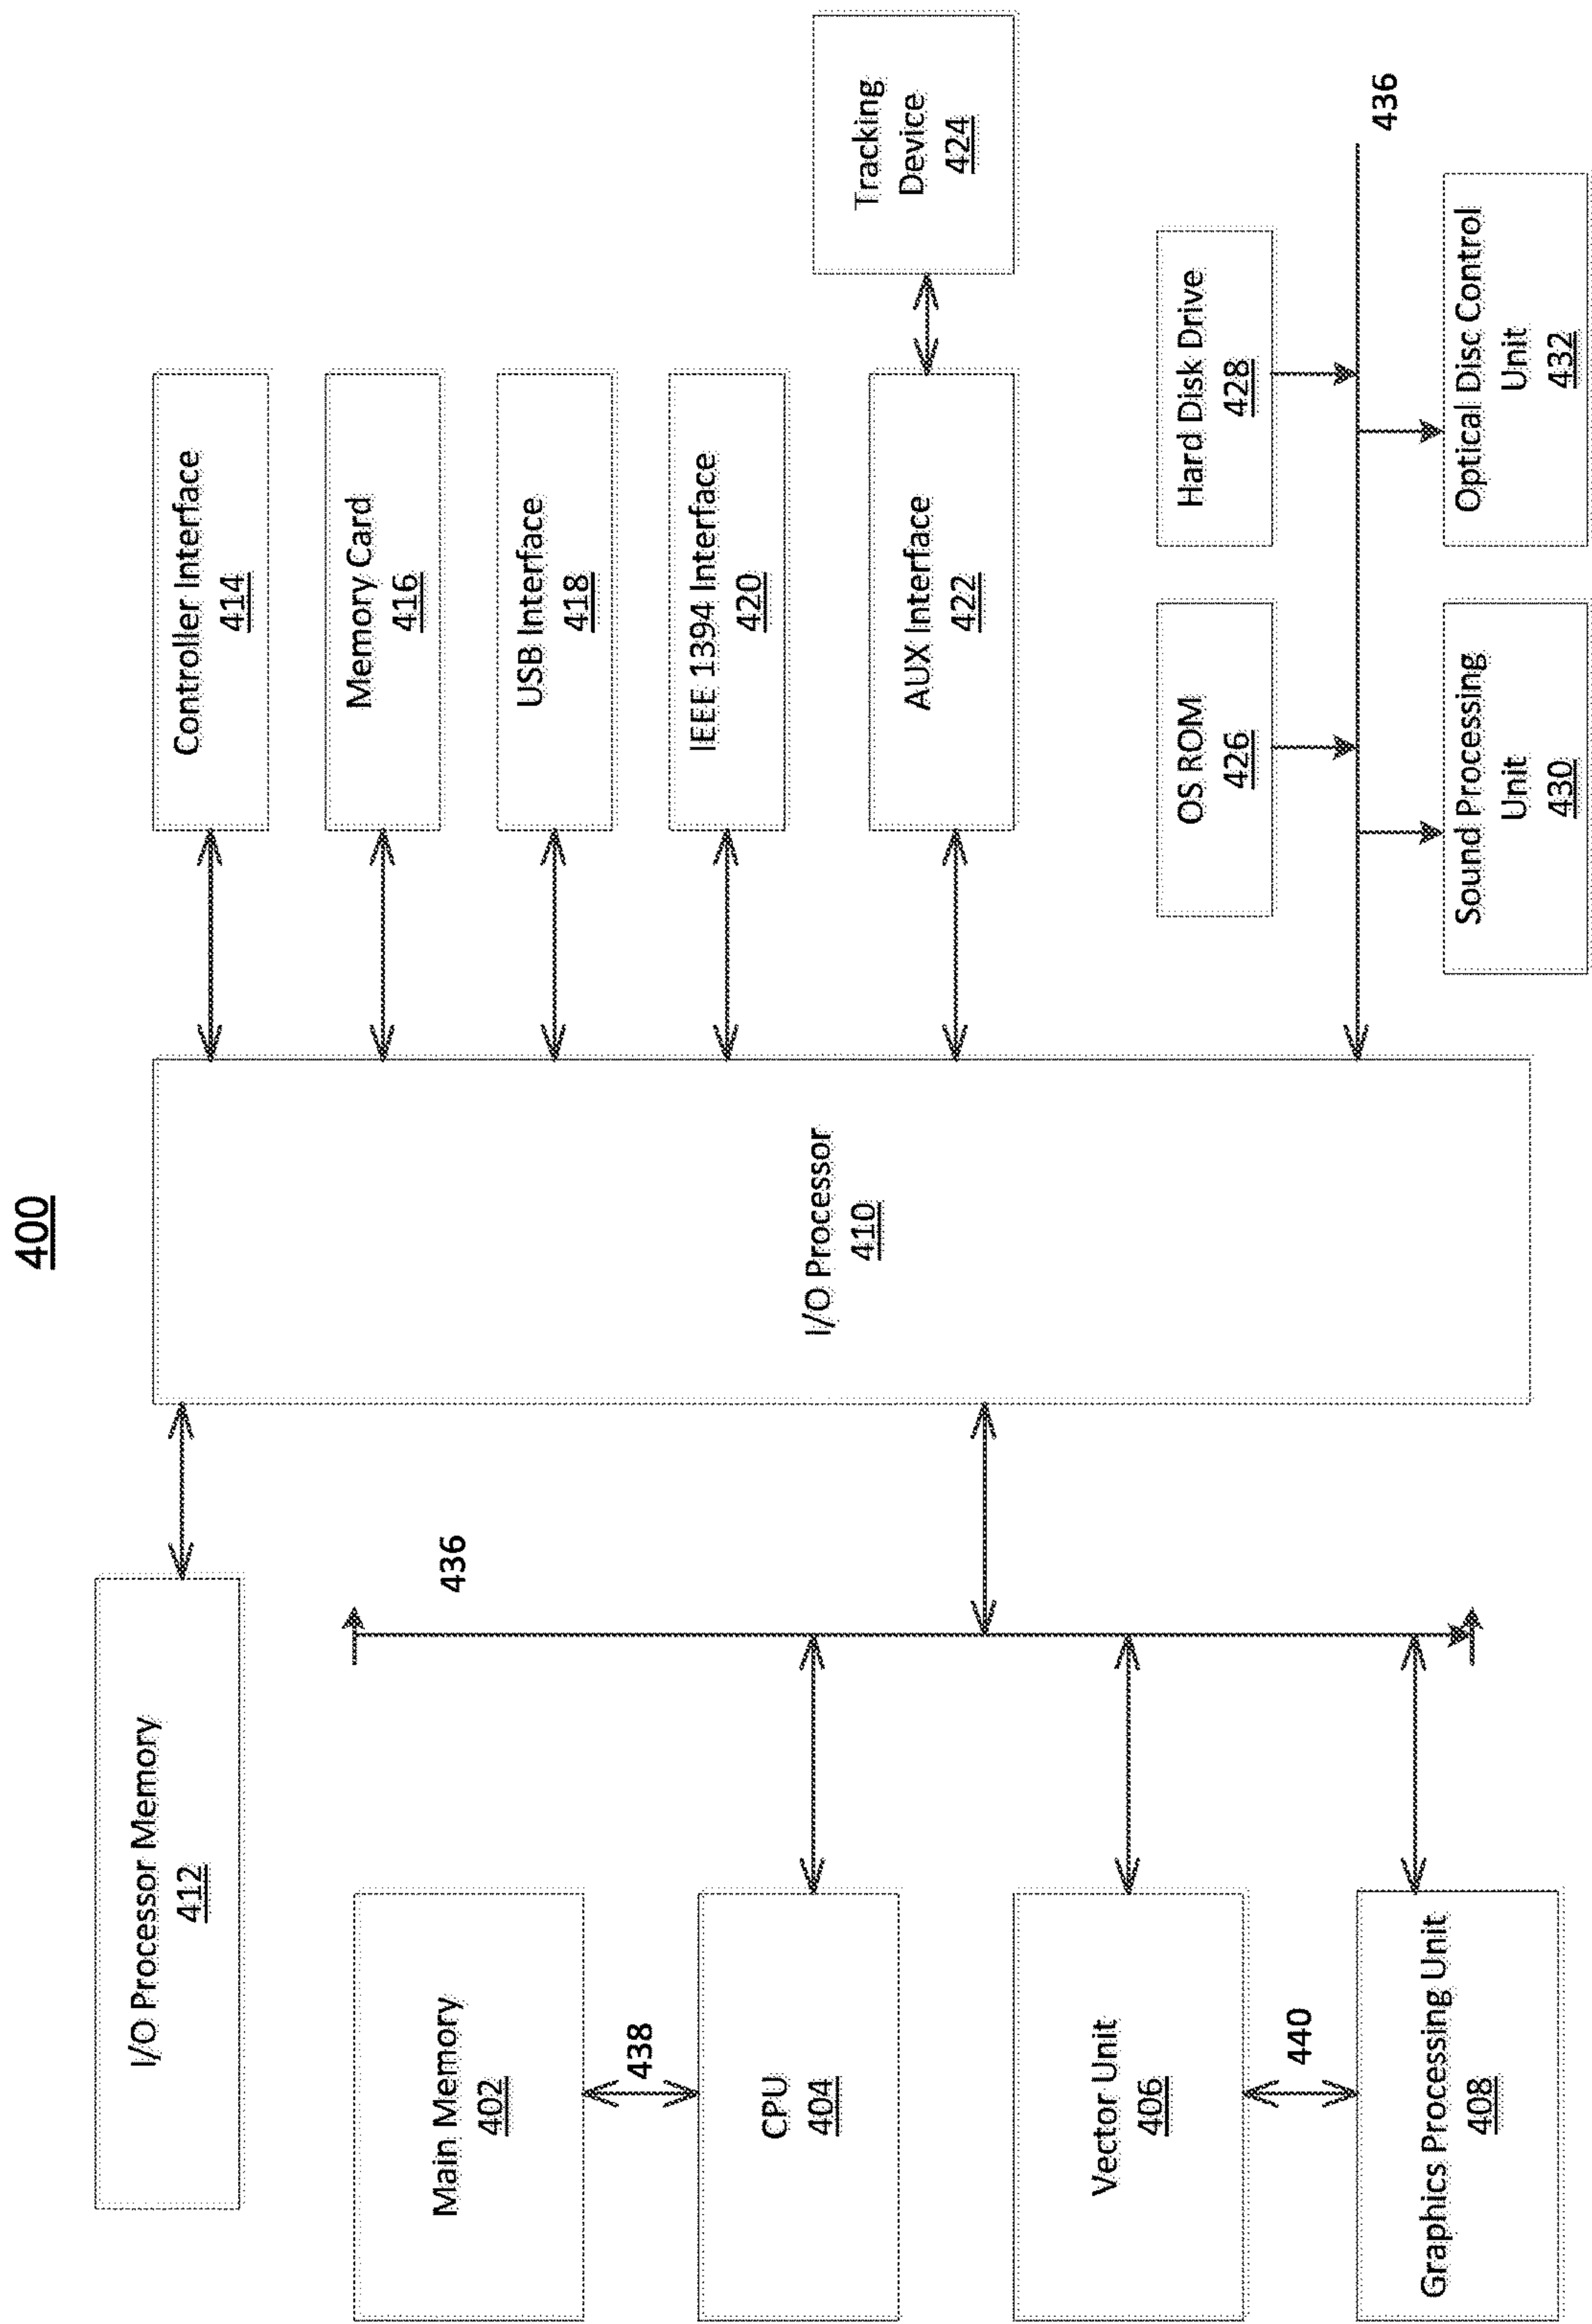 400
I/O Processor Memory
412
Main Memory
402
438
CPU
404
Vector Unit
406
440
Graphics Processing Unit
408
436
I/O Processor
410
Controller Interface
414
Memory Card
416
USB Interface
418
IEEE 1394 Interface
420
AUX Interface
422
Tracking
Device
424
OS ROM
426
Hard Disk Drive
428
436
Sound Processing
Unit
430
Optical Disc Control
Unit
432